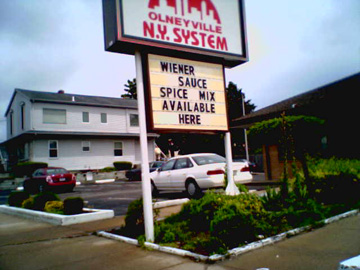 OLNEYVILLE
N.Y. SYSTEM
WIENER
SAUCE
SPICE MIX
AVAILABLE
HERE